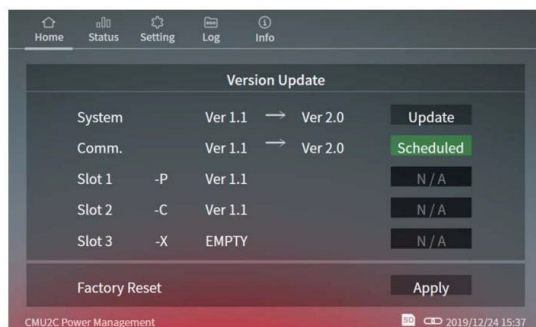 Home Status Setting Log Info
Version Update
System Ver 1.1 → Ver 2.0 Update
Comm. Ver 1.1 → Ver 2.0 Scheduled
Slot 1 -P Ver 1.1 N/A
Slot 2 -C Ver 1.1 N/A
Slot 3 -X EMPTY N/A
Factory Reset Apply
CMU2C Power Management SD 2019/12/24 15:37